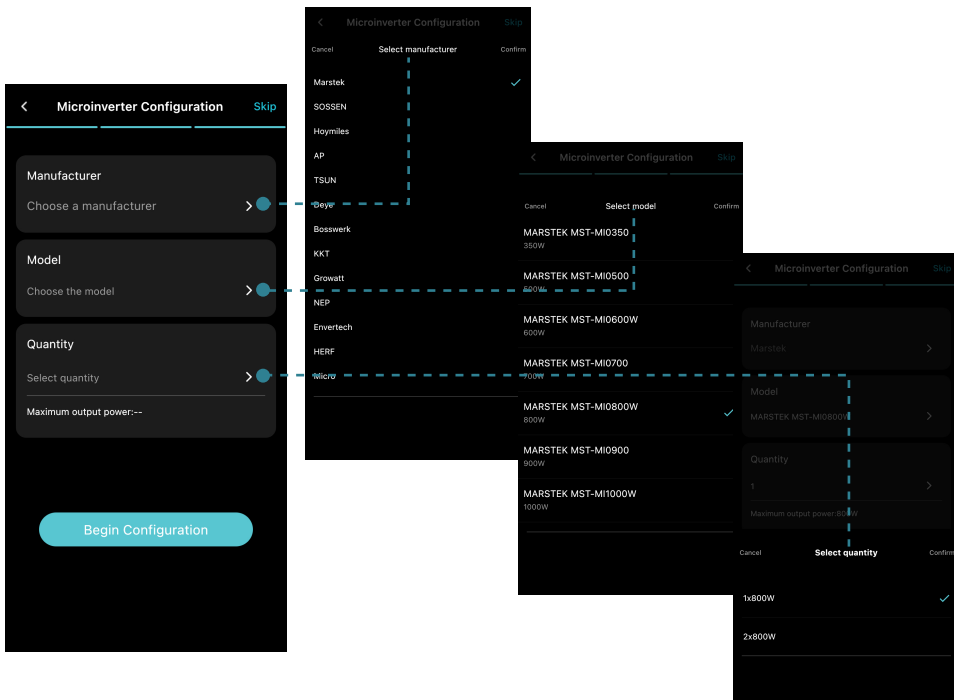 Microinverter Configuration Skip
Manufacturer
Choose a manufacturer
Model
Choose the model
Quantity
Select quantity
Maximum output power:--
Begin Configuration
Microinverter Configuration Skip
Cancel Select manufacturer Confirm
Marstek
SOSSEN
Hoymiles
AP
TSUN
Deye
Bosswerk
KKT
Growatt
NEP
Envertech
HERF
Micro
Microinverter Configuration Skip
Cancel Select model Confirm
MARSTEK MST-MI0350
350W
MARSTEK MST-MI0500
500W
MARSTEK MST-MI0600W
600W
MARSTEK MST-MI0700
700W
MARSTEK MST-MI0800W
800W
MARSTEK MST-MI0900
900W
MARSTEK MST-MI1000W
1000W
Microinverter Configuration Skip
Manufacturer
Marstek
Model
MARSTEK MST-MI0800W
Quantity
1
Maximum output power:800W
Cancel Select quantity Confirm
1x800W
2x800W